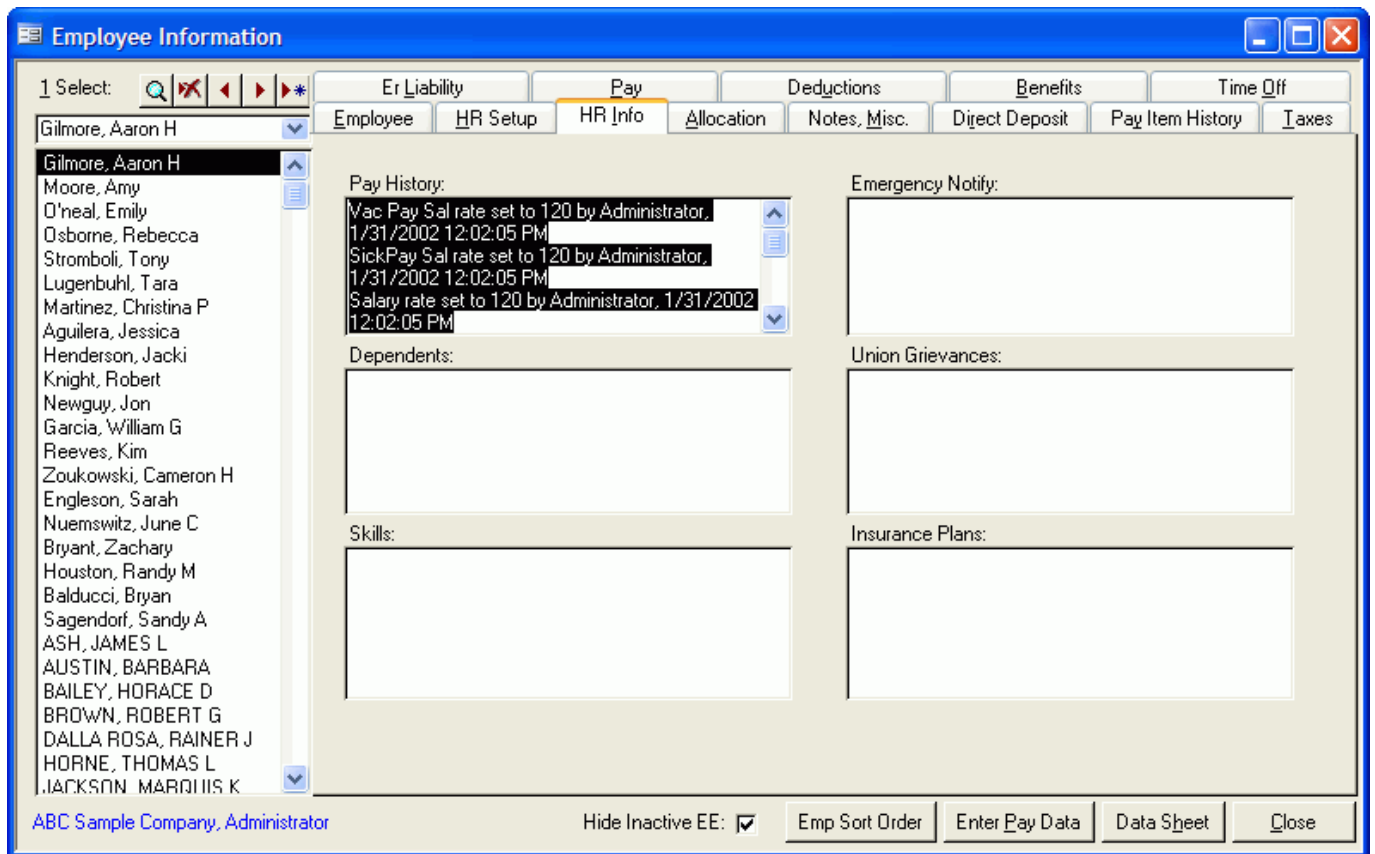 Employee Information
1 Select:
Er Liability
Pay
Deductions
Benefits
Time Off
Employee
HR Setup
HR Info
Allocation
Notes, Misc.
Direct Deposit
Pay Item History
Taxes
Gilmore, Aaron H
Gilmore, Aaron H
Moore, Amy
O'neal, Emily
Osborne, Rebecca
Stromboli, Tony
Lugenbuhl, Tara
Martinez, Christina P
Aguilera, Jessica
Henderson, Jacki
Knight, Robert
Newguy, Jon
Garcia, William G
Reeves, Kim
Zoukowski, Cameron H
Engleson, Sarah
Nuemswitz, June C
Bryant, Zachary
Houston, Randy M
Balducci, Bryan
Sagendorf, Sandy A
ASH, JAMES L
AUSTIN, BARBARA
BAILEY, HORACE D
BROWN, ROBERT G
DALLA ROSA, RAINER J
HORNE, THOMAS L
JACKSON, MARQUIS K
Pay History:
Vac Pay Sal rate set to 120 by Administrator,
1/31/2002 12:02:05 PM
SickPay Sal rate set to 120 by Administrator,
1/31/2002 12:02:05 PM
Salary rate set to 120 by Administrator, 1/31/2002
12:02:05 PM
Emergency Notify:
Dependents:
Union Grievances:
Skills:
Insurance Plans:
ABC Sample Company, Administrator
Hide Inactive EE:
Emp Sort Order
Enter Pay Data
Data Sheet
Close